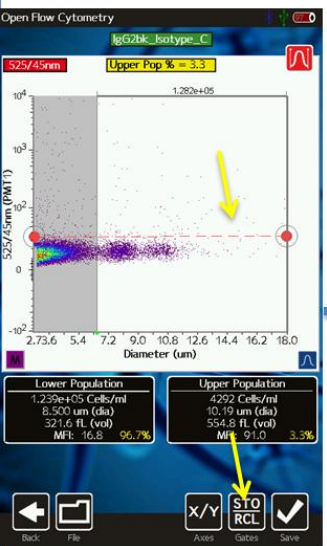 Open Flow Cytometry
IgG2bk_Isotype_C
525/45nm
Upper Pop % = 3.3
1.282e+05
10⁴
10³
10²
0
-10²
525/45nm (PMT1)
2.73.6 5.4 7.2 9.0 10.8 12.6 14.4 16.2 18.0
Diameter (um)
M
Lower Population
1.239e+05 Cells/ml
8.500 um (dia)
321.6 fL (vol)
MFI: 16.8 96.7%
Upper Population
4292 Cells/ml
10.19 um (dia)
554.8 fL (vol)
MFI: 91.0 3.3%
X/Y
STO
RCL
Back
File
Axes
Gates
Save